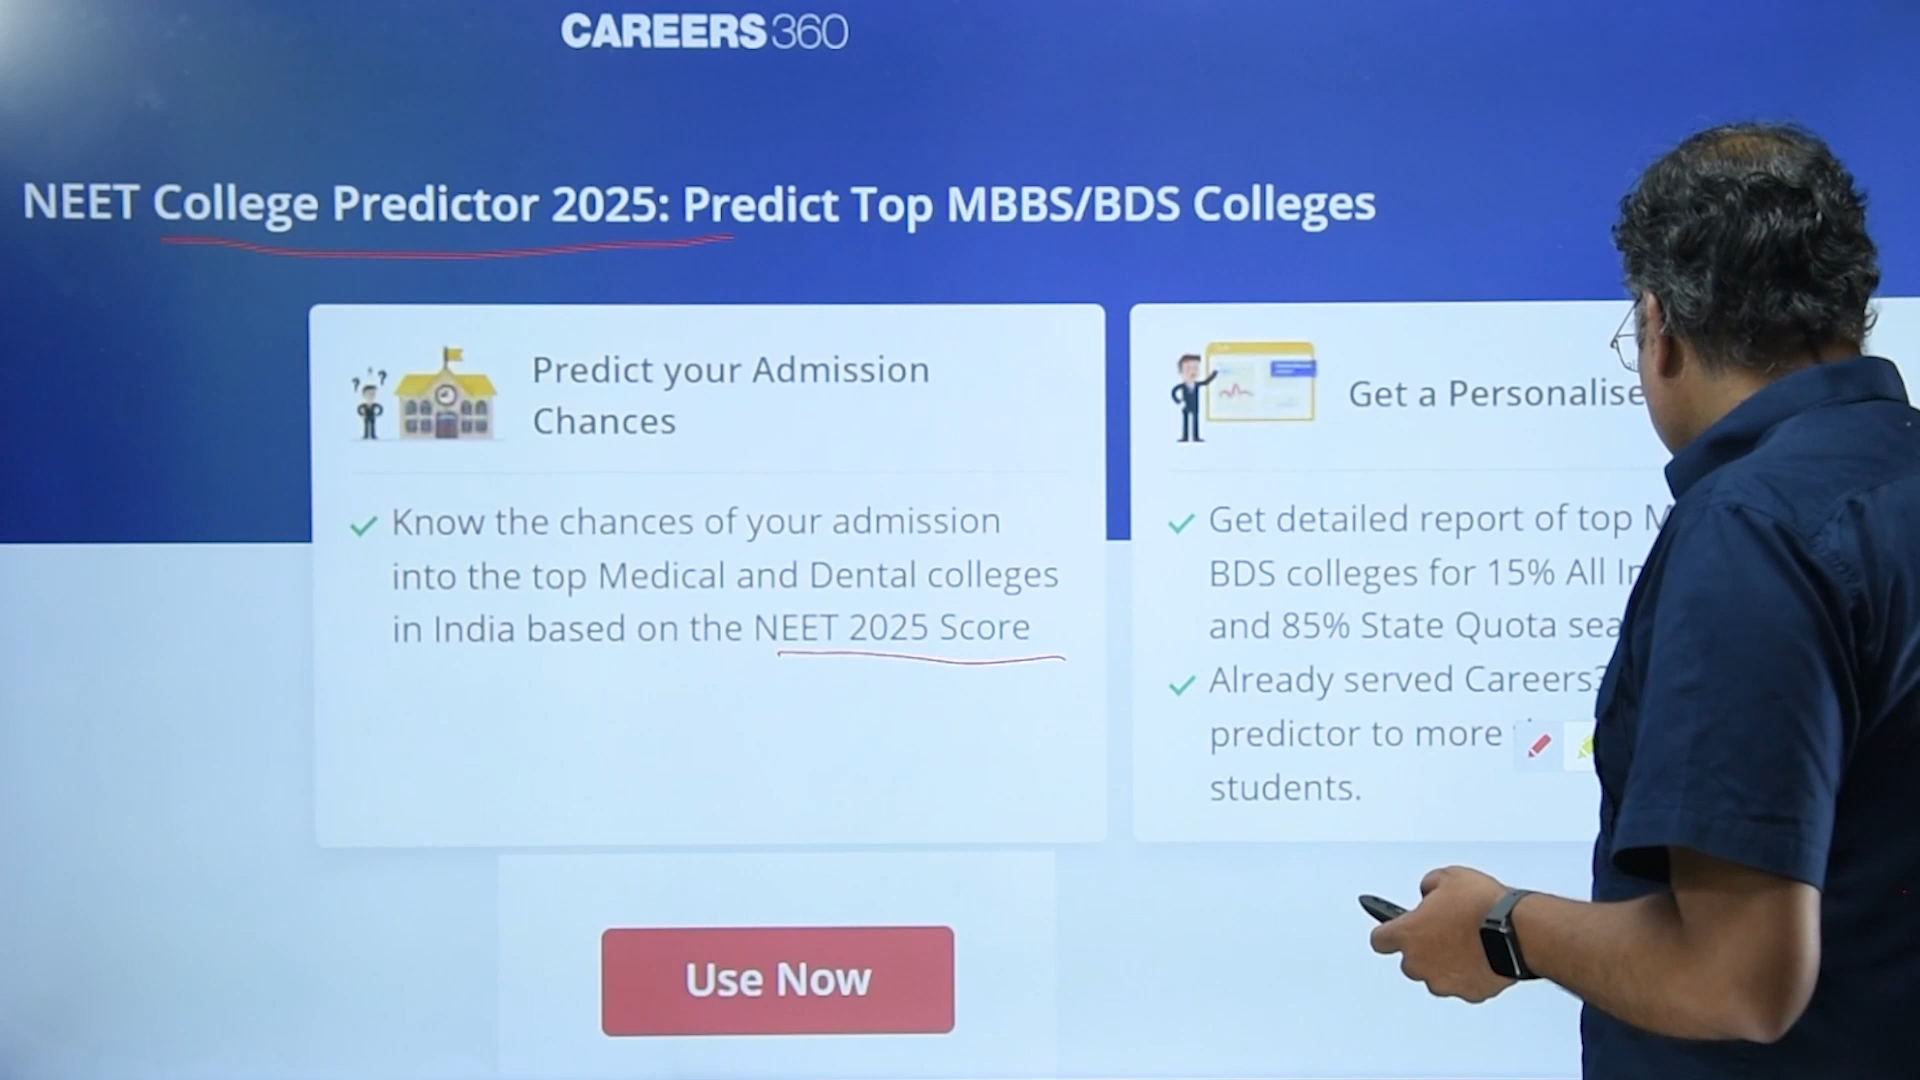 CAREERS360
NEET College Predictor 2025: Predict Top MBBS/BDS Colleges
Predict your Admission
Chances
Know the chances of your admission
into the top Medical and Dental colleges
in India based on the NEET 2025 Score
Get a Personalise
Get detailed report of top M
BDS colleges for 15% All In
and 85% State Quota sea
Already served Careers3
predictor to more
students.
Use Now